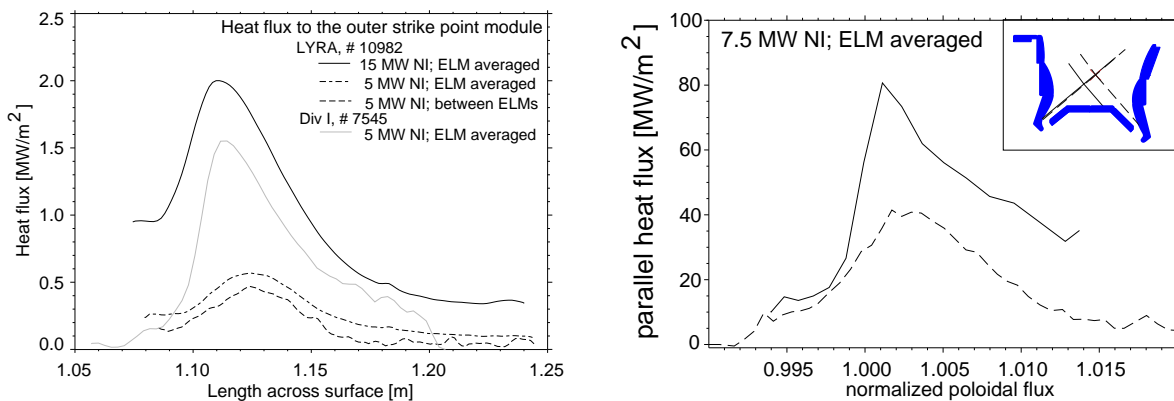 Heat flux to the outer strike point module
LYRA, # 10982
15 MW NI; ELM averaged
5 MW NI; ELM averaged
5 MW NI; between ELMs
Div I, # 7545
5 MW NI; ELM averaged
Heat flux [MW/m²]
2.5
2.0
1.5
1.0
0.5
0.0
1.05
1.10
1.15
1.20
1.25
Length across surface [m]
7.5 MW NI; ELM averaged
parallel heat flux [MW/m²]
100
80
60
40
20
0
0.995
1.000
1.005
1.010
1.015
normalized poloidal flux